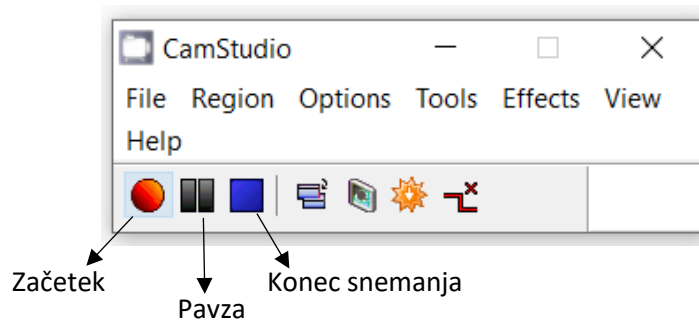 CamStudio
File Region Options Tools Effects View
Help
Začetek
Konec snemanja
Pavza